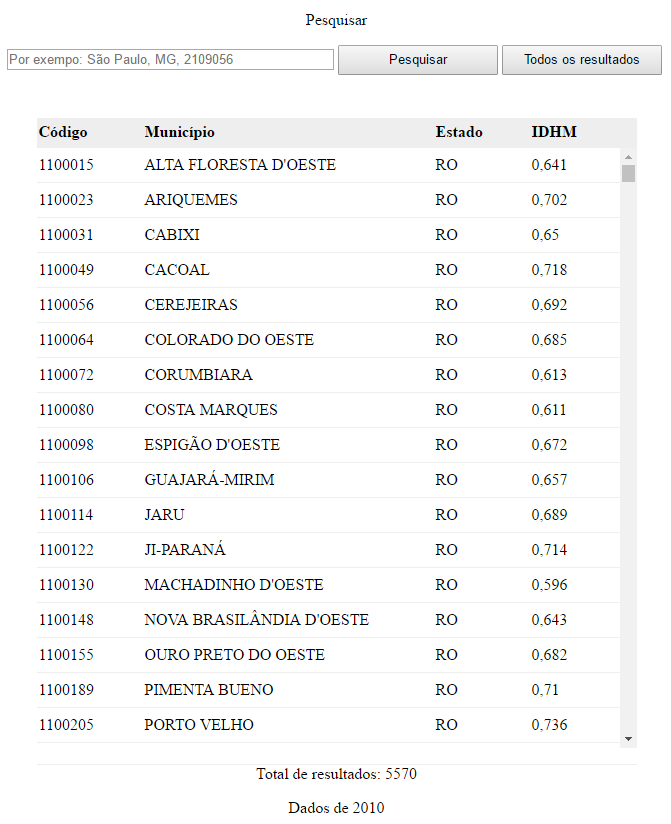 Pesquisar
Por exempo: São Paulo, MG, 2109056 Pesquisar Todos os resultados
Código Município Estado IDHM
1100015 ALTA FLORESTA D'OESTE RO 0,641
1100023 ARIQUEMES RO 0,702
1100031 CABIXI RO 0,65
1100049 CACOAL RO 0,718
1100056 CEREJEIRAS RO 0,692
1100064 COLORADO DO OESTE RO 0,685
1100072 CORUMBIARA RO 0,613
1100080 COSTA MARQUES RO 0,611
1100098 ESPIGÃO D'OESTE RO 0,672
1100106 GUAJARÁ-MIRIM RO 0,657
1100114 JARU RO 0,689
1100122 JI-PARANÁ RO 0,714
1100130 MACHADINHO D'OESTE RO 0,596
1100148 NOVA BRASILÂNDIA D'OESTE RO 0,643
1100155 OURO PRETO DO OESTE RO 0,682
1100189 PIMENTA BUENO RO 0,71
1100205 PORTO VELHO RO 0,736
Total de resultados: 5570
Dados de 2010